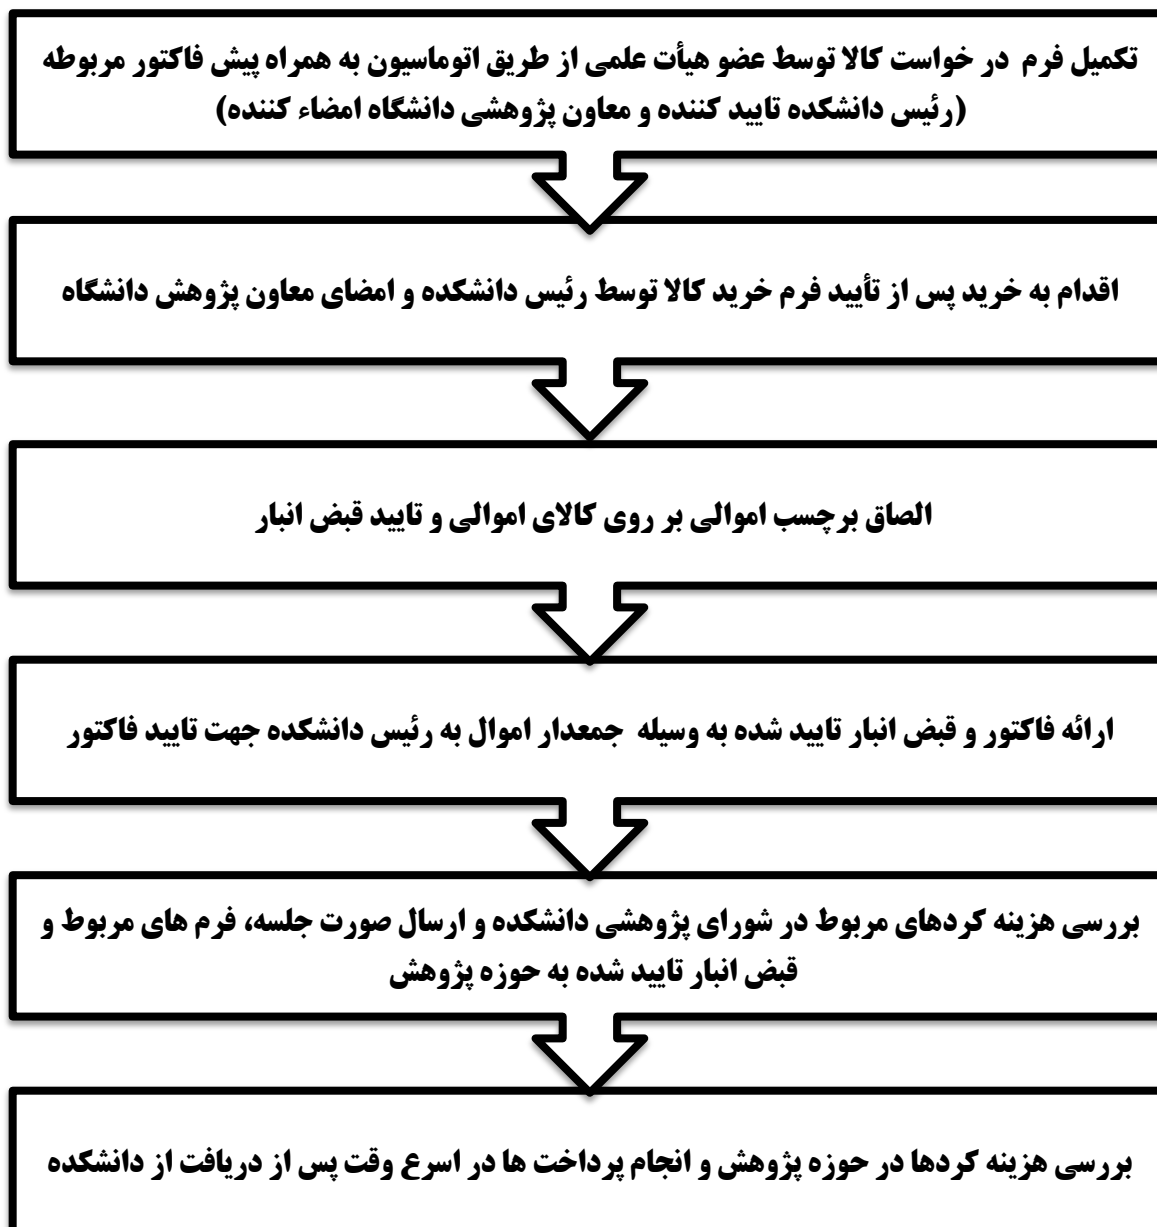 تکمیل فرم در خواست کالا توسط عضو هیأت علمی از طریق اتوماسیون به همراه پیش فاکتور مربوطه
(رئیس دانشکده تایید کننده و معاون پژوهشی دانشگاه امضاء کننده)
اقدام به خرید پس از تأیید فرم خرید کالا توسط رئیس دانشکده و امضای معاون پژوهش دانشگاه
الصاق برچسب اموالی بر روی کالای اموالی و تایید قبض انبار
ارائه فاکتور و قبض انبار تایید شده به وسیله جمعدار اموال به رئیس دانشکده جهت تایید فاکتور
بررسی هزینه کردهای مربوط در شورای پژوهشی دانشکده و ارسال صورت جلسه، فرم های مربوط و
قبض انبار تایید شده به حوزه پژوهش
بررسی هزینه کردها در حوزه پژوهش و انجام پرداخت ها در اسرع وقت پس از دریافت از دانشکده